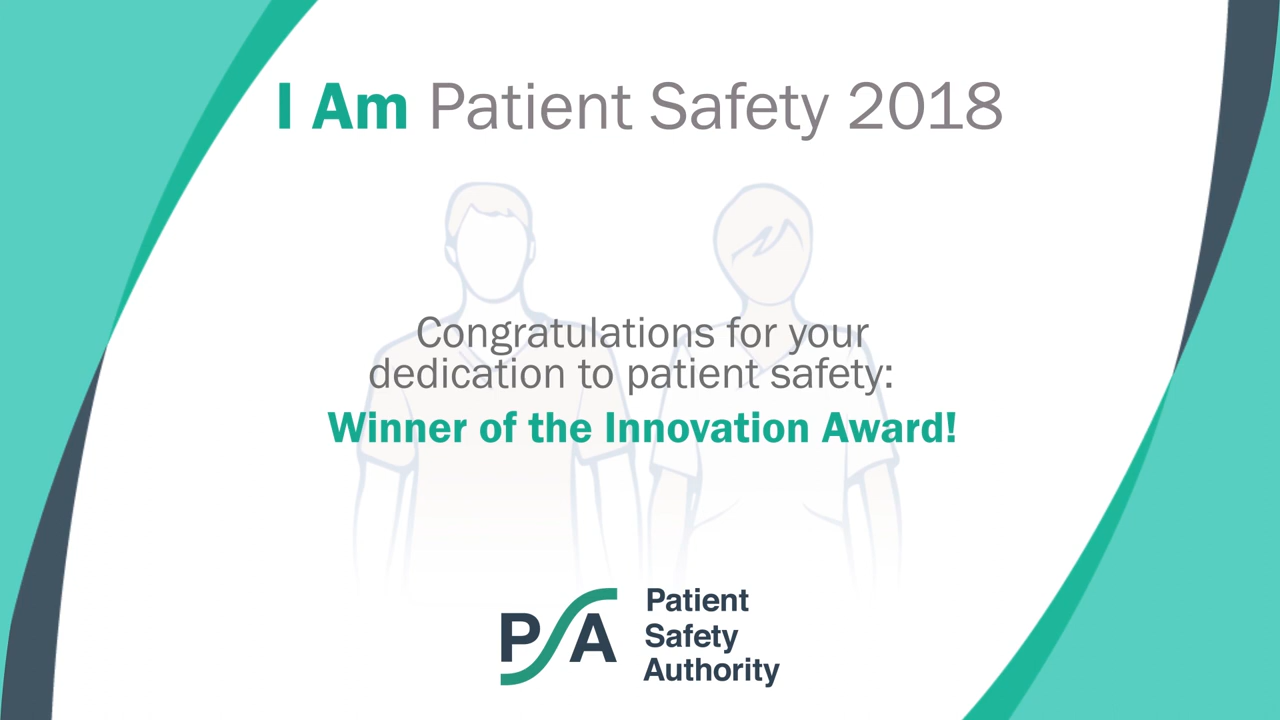 I Am Patient Safety 2018
Congratulations for your
dedication to patient safety:
Winner of the Innovation Award!
PSA
Patient
Safety
Authority